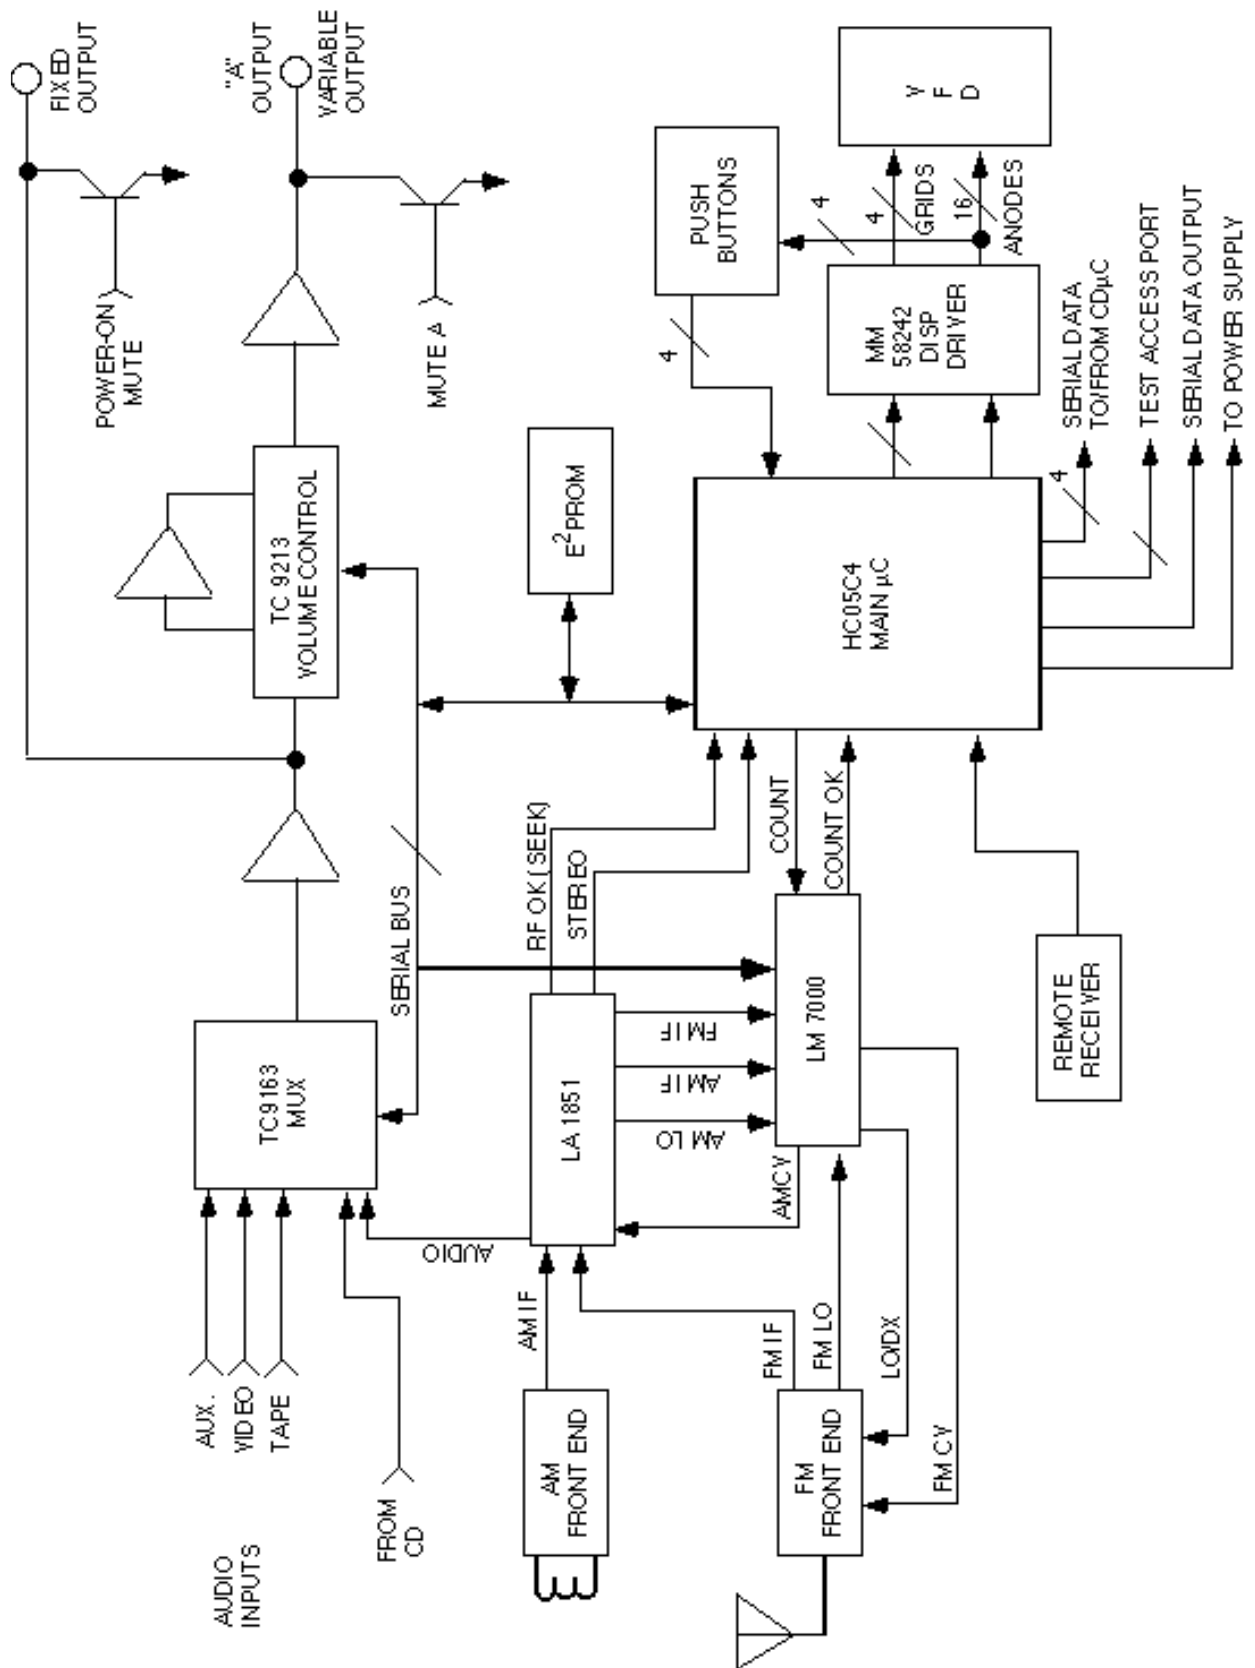 AUDIO
INPUTS
AUX.
VIDEO
TAPE
FROM
CD
TC9163
MUX
AUDIO
SERIAL BUS
TC 9213
VOLUME CONTROL
POWER-ON
MUTE
MUTE A
FIXED
OUTPUT
"A"
OUTPUT
VARIABLE
OUTPUT
AM
FRONT END
AM IF
LA 1851
RF OK (SEEK)
STEREO
FM IF
AM IF
AM LO
AMCV
E2PROM
FM
FRONT END
FM IF
FM LO
LO/DX
FM CV
LM 7000
COUNT
COUNT OK
REMOTE
RECEIVER
HC05C4
MAIN µC
4
PUSH
BUTTONS
4
MM
58242
DISP
DRIVER
4
GRIDS
16
ANODES
V
F
D
4
SERIAL DATA
TO/FROM CDµC
TEST ACCESS PORT
SERIAL DATA OUTPUT
TO POWER SUPPLY